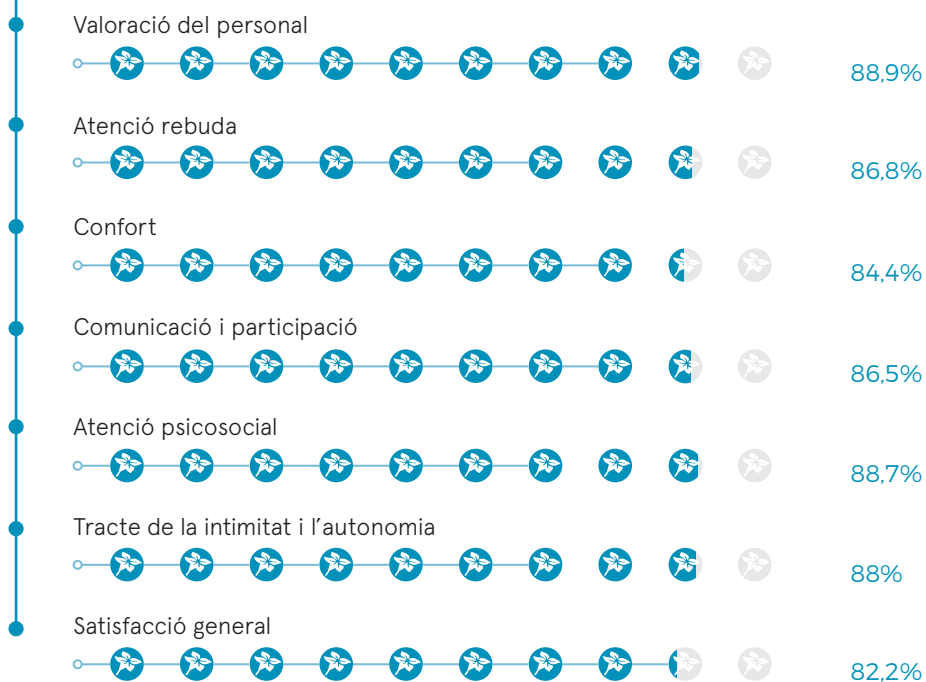 Valoració del personal
88,9%
Atenció rebuda
86,8%
Confort
84,4%
Comunicació i participació
86,5%
Atenció psicosocial
88,7%
Tracte de la intimitat i l’autonomia
88%
Satisfacció general
82,2%